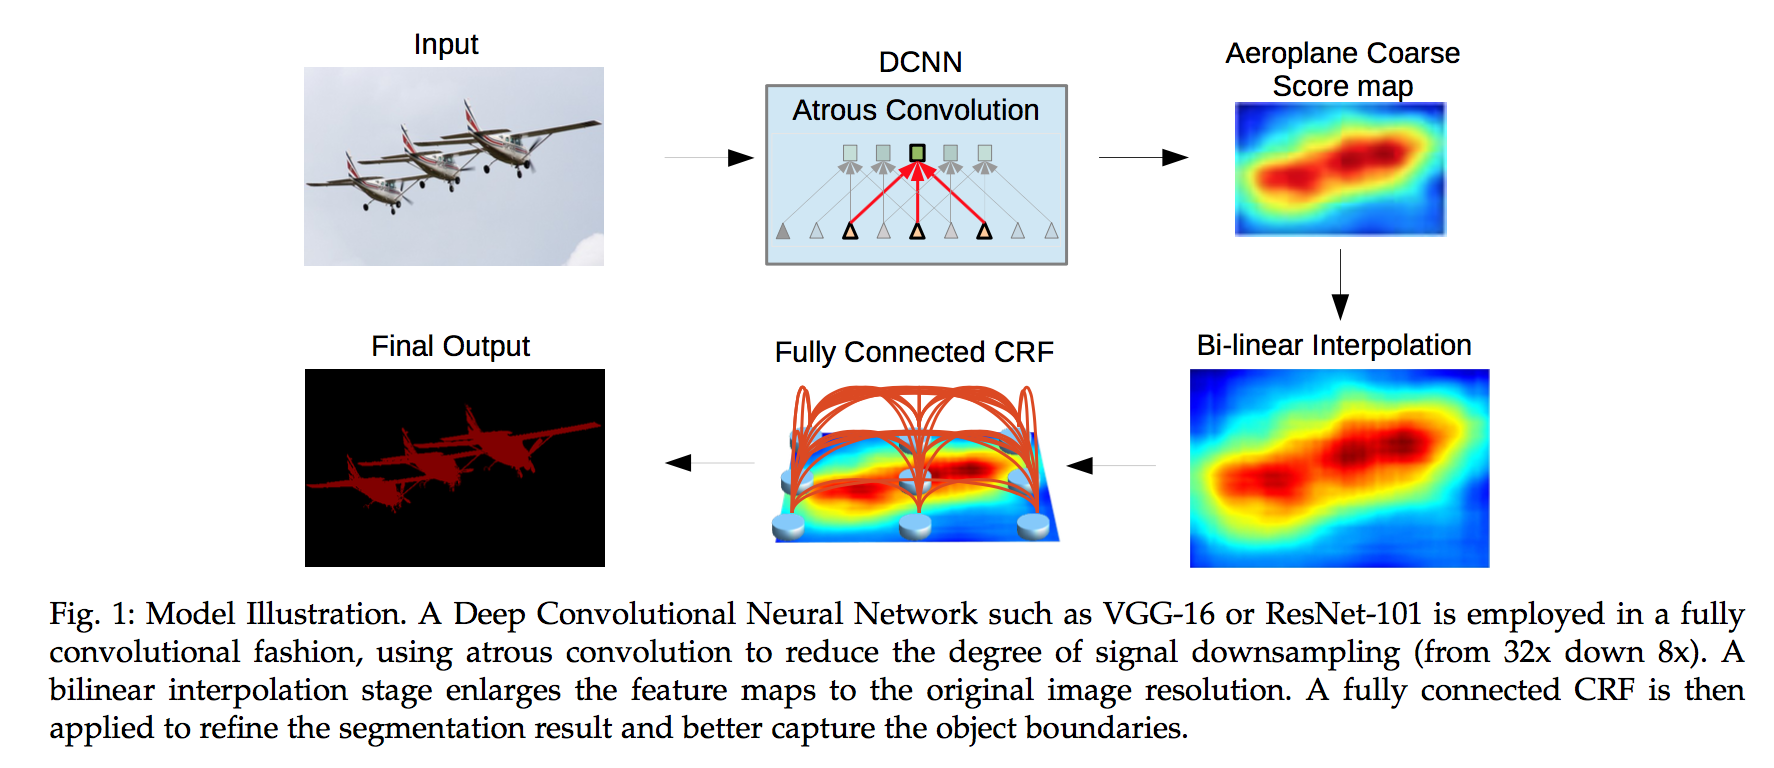 Input
DCNN
Atrous Convolution
Aeroplane Coarse
Score map
Final Output
Fully Connected CRF
Bi-linear Interpolation
Fig. 1: Model Illustration. A Deep Convolutional Neural Network such as VGG-16 or ResNet-101 is employed in a fully
convolutional fashion, using atrous convolution to reduce the degree of signal downsampling (from 32x down 8x). A
bilinear interpolation stage enlarges the feature maps to the original image resolution. A fully connected CRF is then
applied to refine the segmentation result and better capture the object boundaries.